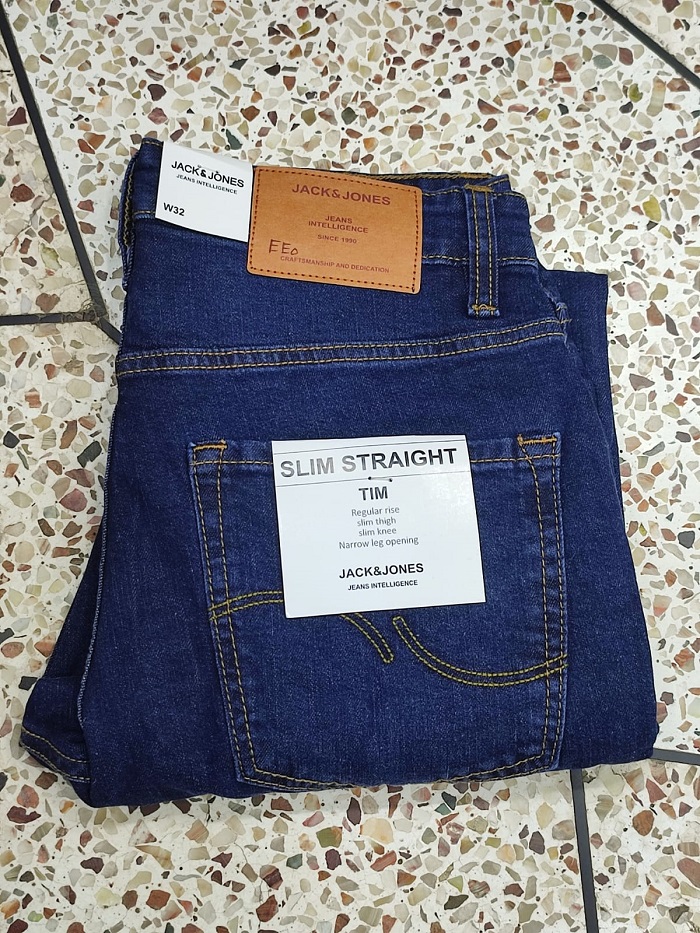 JACK&JONES
JEANS INTELLIGENCE
W32
JACK&JONES
JEANS
INTELLIGENCE
SINCE 1990
EEo
CRAFTSMANSHIP AND DEDICATION
SLIM STRAIGHT
TIM
Regular rise
slim thigh
slim knee
Narrow leg opening
JACK&JONES
JEANS INTELLIGENCE